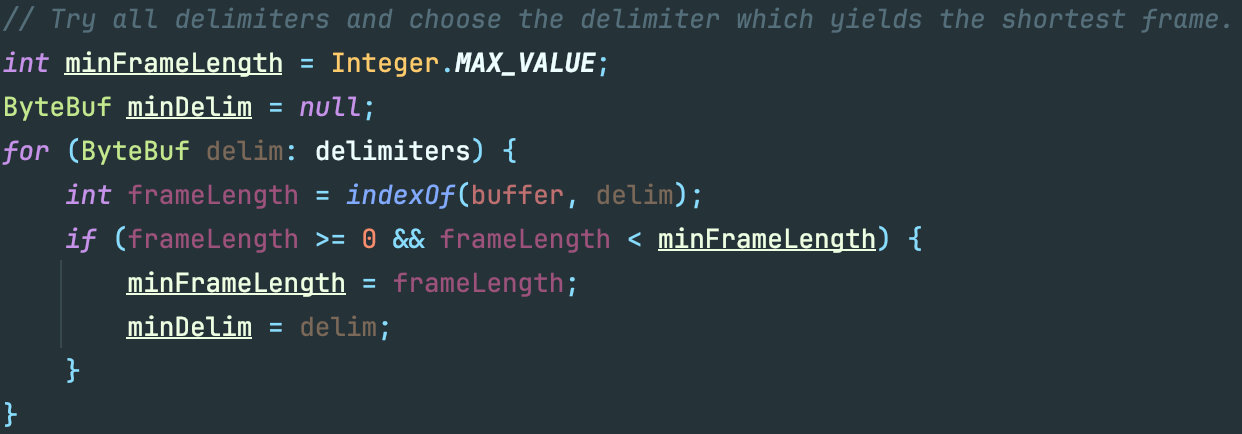 // Try all delimiters and choose the delimiter which yields the shortest frame.
int minFrameLength = Integer.MAX_VALUE;
ByteBuf minDelim = null;
for (ByteBuf delim: delimiters) {
    int frameLength = indexOf(buffer, delim);
    if (frameLength >= 0 && frameLength < minFrameLength) {
        minFrameLength = frameLength;
        minDelim = delim;
    }
}